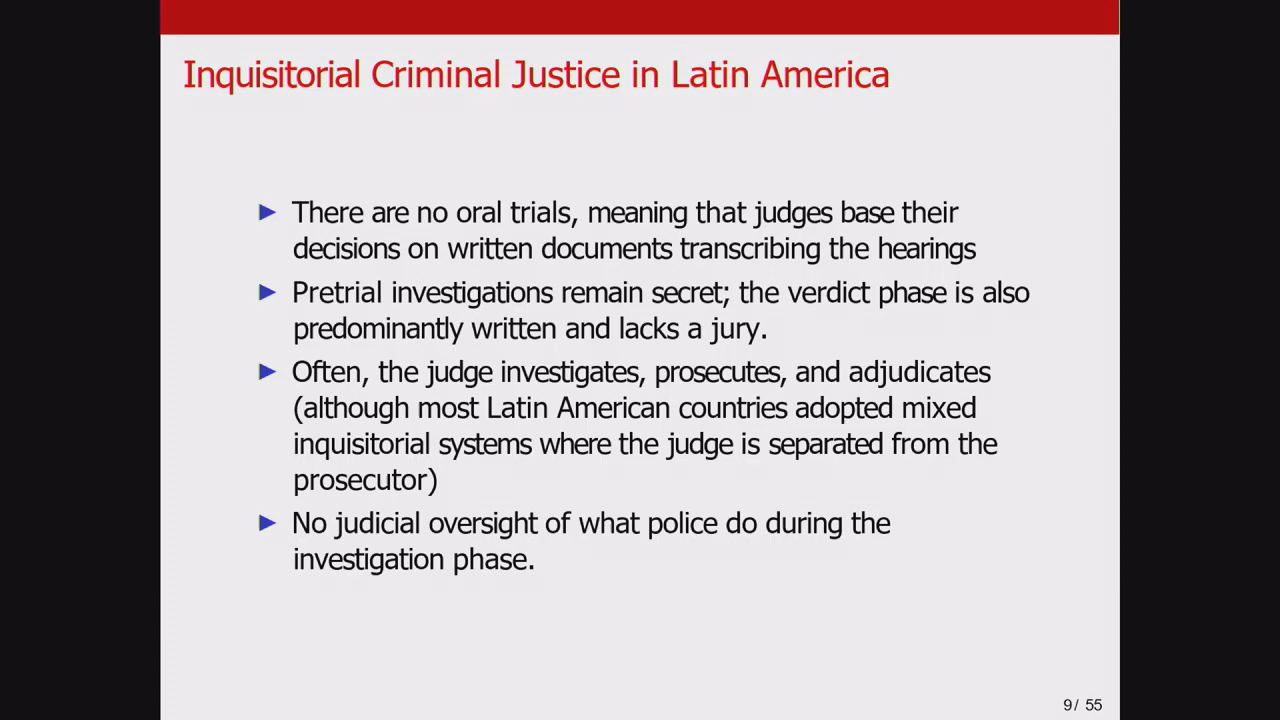 Inquisitorial Criminal Justice in Latin America
▶ There are no oral trials, meaning that judges base their
decisions on written documents transcribing the hearings
▶ Pretrial investigations remain secret; the verdict phase is also
predominantly written and lacks a jury.
▶ Often, the judge investigates, prosecutes, and adjudicates
(although most Latin American countries adopted mixed
inquisitorial systems where the judge is separated from the
prosecutor)
▶ No judicial oversight of what police do during the
investigation phase.
9 / 55